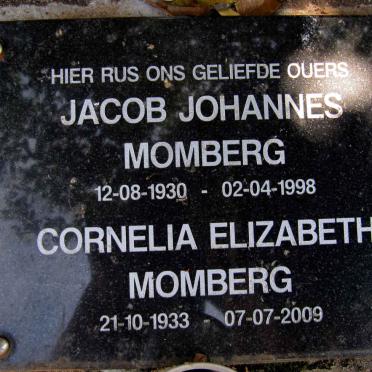 HIER RUS ONS GELIEFDE OUERS
JACOB JOHANNES
MOMBERG
12-08-1930 - 02-04-1998
CORNELIA ELIZABETH
MOMBERG
21-10-1933 - 07-07-2009